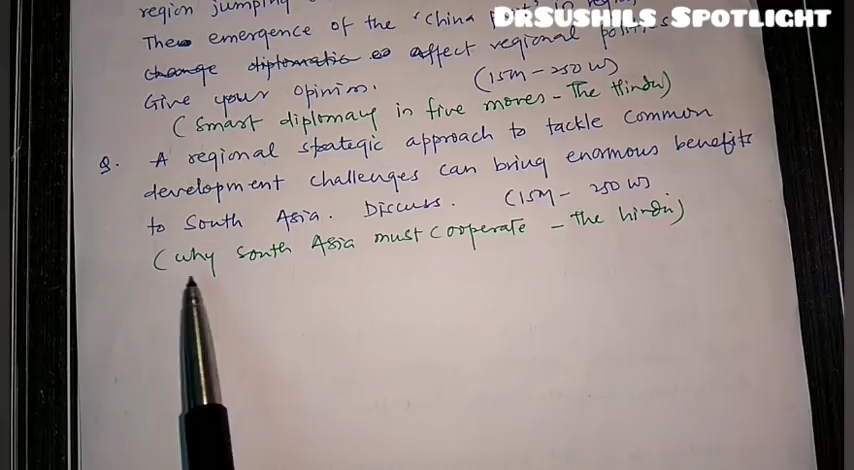 region jumping
DRSUSHILS SPOTLIGHT
The emergence of the 'China in
change diplomatic affect regional politics
Give your opinion. (15M - 250 W)
(Smart diplomacy in five moves - The Hindu)
Q. A regional strategic approach to tackle common
development challenges can bring enormous benefits
to South Asia. Discuss. (15M - 250 W)
(Why South Asia must cooperate - The hindu)